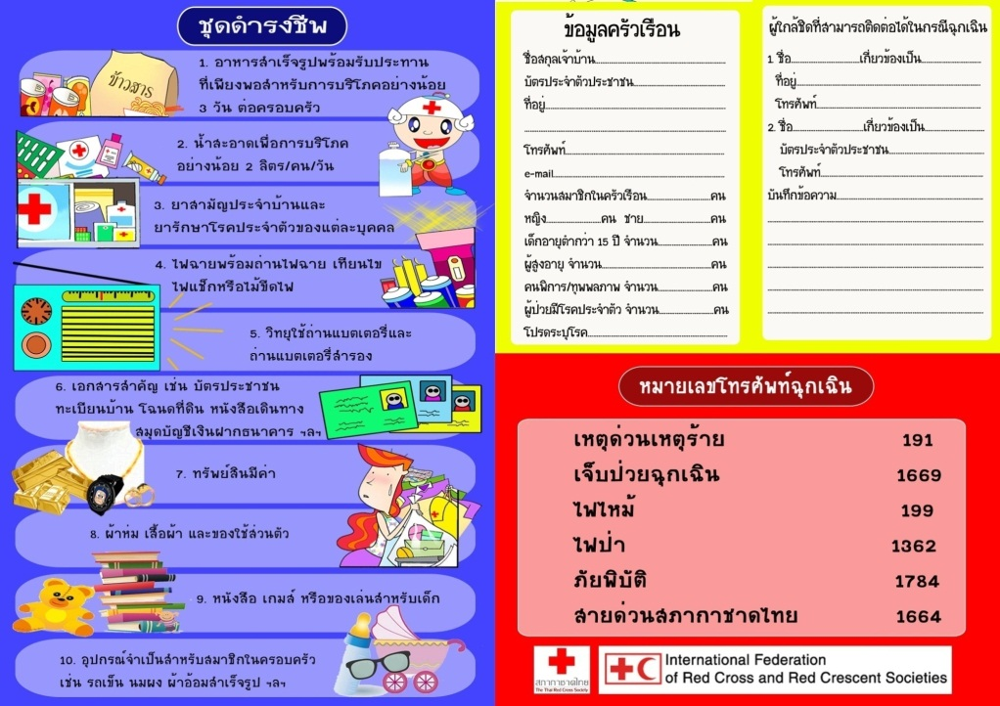 ชุดดำรงชีพ
ข้าวสาร
1. อาหารสำเร็จรูปพร้อมรับประทาน
ที่เพียงพอสำหรับการบริโภคอย่างน้อย
3 วัน ต่อครอบครัว
2. น้ำสะอาดเพื่อการบริโภค
อย่างน้อย 2 ลิตร/คน/วัน
3. ยาสามัญประจำบ้านและ
ยารักษาโรคประจำตัวของแต่ละบุคคล
4. ไฟฉายพร้อมถ่านไฟฉาย เทียนไข
ไฟแช็กหรือไม้ขีดไฟ
5. วิทยุใช้ถ่านแบตเตอรี่และ
ถ่านแบตเตอรี่สำรอง
6. เอกสารสำคัญ เช่น บัตรประชาชน
ทะเบียนบ้าน โฉนดที่ดิน หนังสือเดินทาง
สมุดบัญชีเงินฝากธนาคาร ฯลฯ
7. ทรัพย์สินมีค่า
8. ผ้าห่ม เสื้อผ้า และของใช้ส่วนตัว
9. หนังสือ เกมส์ หรือของเล่นสำหรับเด็ก
10. อุปกรณ์จำเป็นสำหรับสมาชิกในครอบครัว
เช่น รถเข็น นมผง ผ้าอ้อมสำเร็จรูป ฯลฯ
ข้อมูลครัวเรือน
ชื่อสกุลเจ้าบ้าน........................................
บัตรประจำตัวประชาชน..............................
ที่อยู่........................................
........................................
โทรศัพท์........................................
e-mail........................................
จำนวนสมาชิกในครัวเรือน....................คน
หญิง....................คน ชาย....................คน
เด็กอายุต่ำกว่า 15 ปี จำนวน....................คน
ผู้สูงอายุ จำนวน....................คน
คนพิการ/ทุพพลภาพ จำนวน....................คน
ผู้ป่วยมีโรคประจำตัว จำนวน....................คน
โปรดระบุโรค........................................
ผู้ใกล้ชิดที่สามารถติดต่อได้ในกรณีฉุกเฉิน
1. ชื่อ....................เกี่ยวข้องเป็น....................
ที่อยู่........................................
โทรศัพท์........................................
2. ชื่อ....................เกี่ยวข้องเป็น....................
บัตรประจำตัวประชาชน..............................
โทรศัพท์........................................
บันทึกข้อความ........................................
........................................
........................................
........................................
........................................
........................................
หมายเลขโทรศัพท์ฉุกเฉิน
เหตุด่วนเหตุร้าย 191
เจ็บป่วยฉุกเฉิน 1669
ไฟไหม้ 199
ไฟป่า 1362
ภัยพิบัติ 1784
สายด่วนสภากาชาดไทย 1664
สภากาชาดไทย
The Thai Red Cross Society
International Federation
of Red Cross and Red Crescent Societies